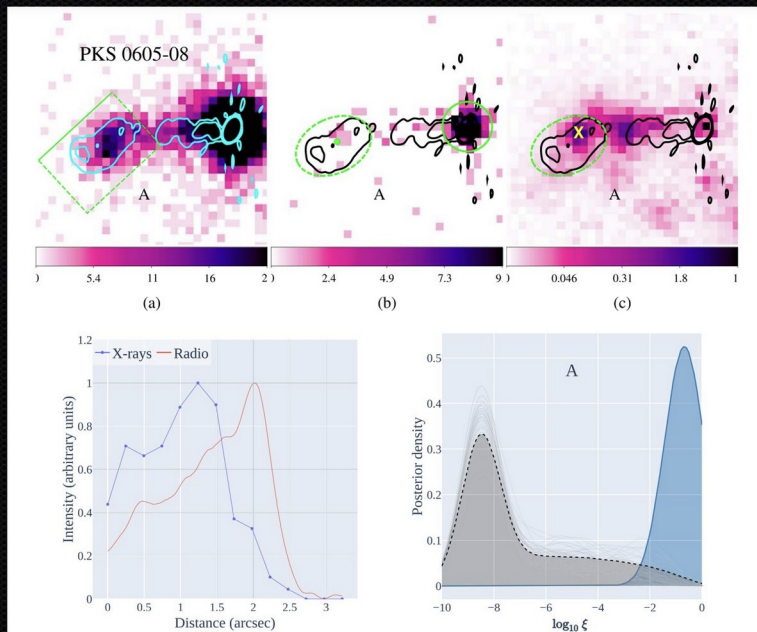 PKS 0605-08
A
A
A
) 5.4 11 16 2
) 2.4 4.9 7.3 9
) 0.046 0.31 1.8 1
(a)
(b)
(c)
1.2
X-rays Radio
1
0.8
0.6
0.4
0.2
0
Intensity (arbitrary units)
0 0.5 1 1.5 2 2.5 3
Distance (arcsec)
A
0.5
0.4
0.3
0.2
0.1
0
Posterior density
−10 −8 −6 −4 −2 0
log₁₀ ξ